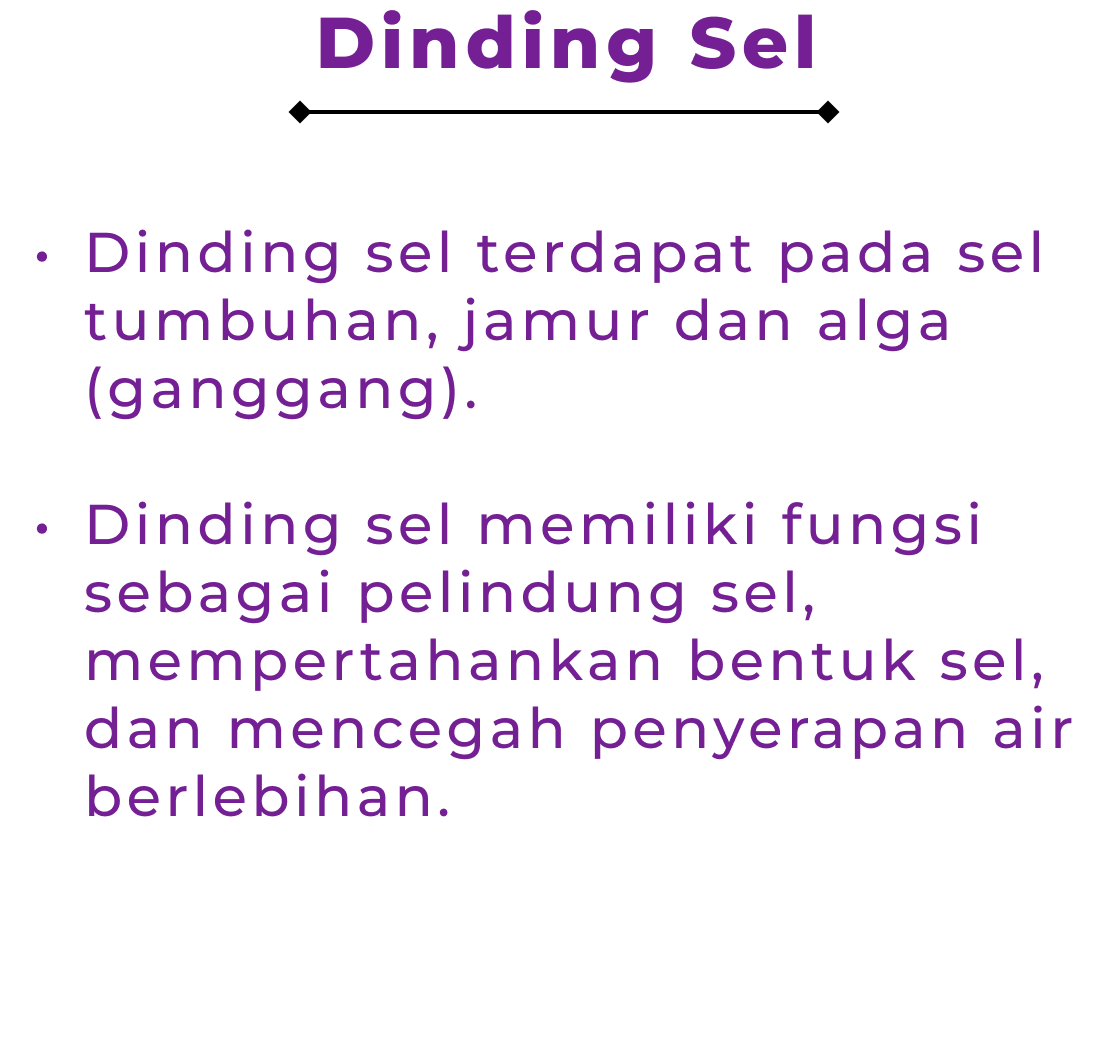 Dinding Sel
• Dinding sel terdapat pada sel
tumbuhan, jamur dan alga
(ganggang).
• Dinding sel memiliki fungsi
sebagai pelindung sel,
mempertahankan bentuk sel,
dan mencegah penyerapan air
berlebihan.